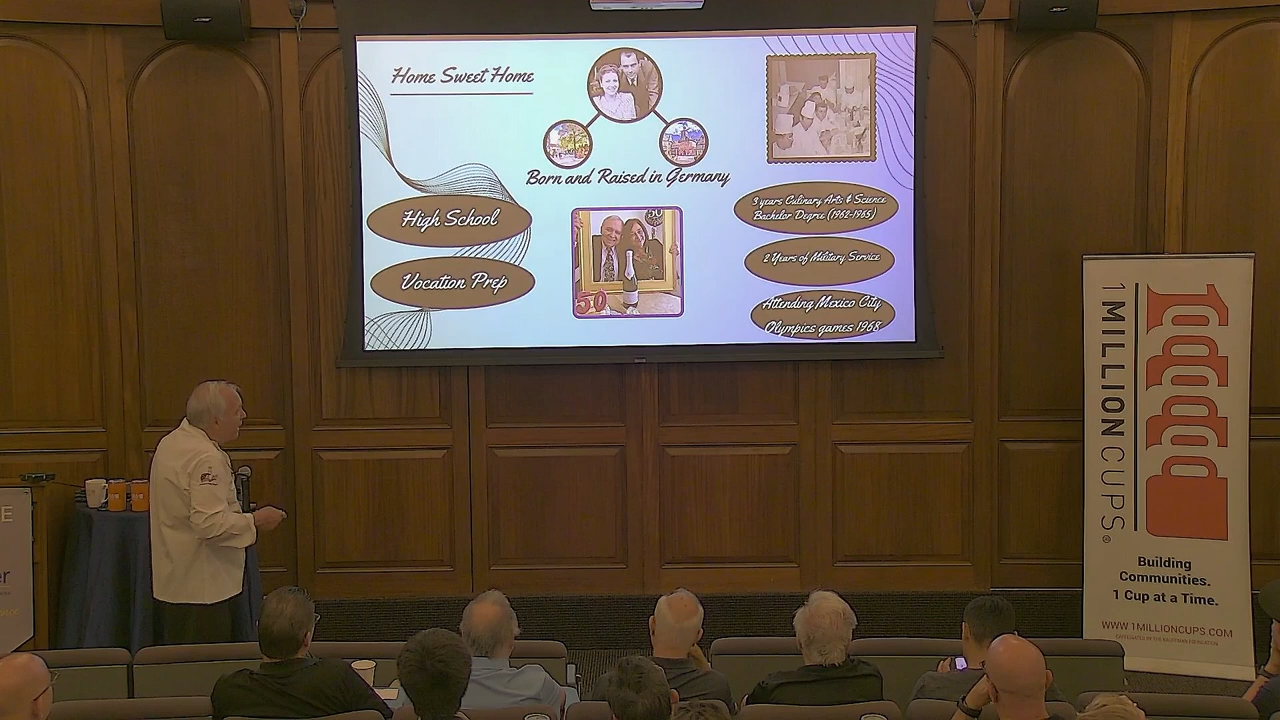 Home Sweet Home
Born and Raised in Germany
High School
Vocation Prep
50
50
3 years Culinary Arts & Science
Bachelor Degree (1962-1965)
2 Years of Military Service
Attending Mexico City
Olympics games 1968
1 MILLION CUPS®
Building
Communities.
1 Cup at a Time.
WWW.1MILLIONCUPS.COM
E
er